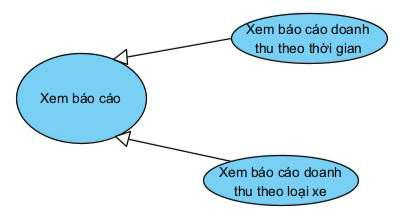 Xem báo cáo doanh
thu theo thời gian
Xem báo cáo
Xem báo cáo doanh
thu theo loại xe